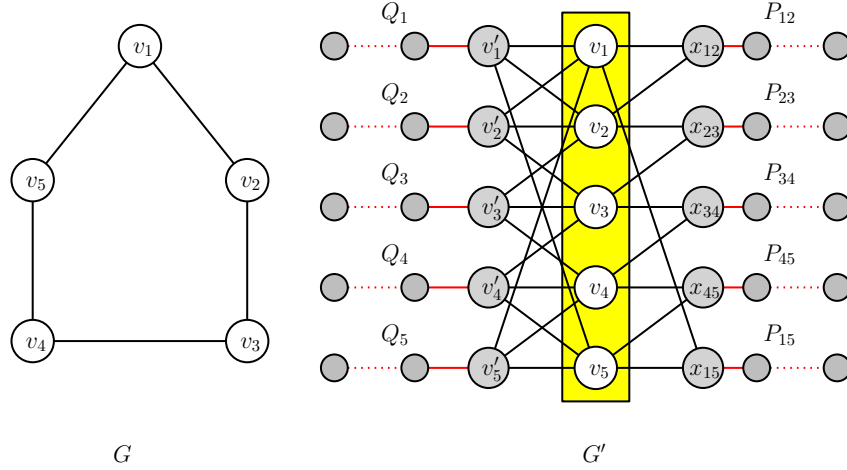 Q₁ P₁₂
v₁ v′₁ v₁ x₁₂
Q₂ P₂₃
v′₂ v₂ x₂₃
v₅ v₂
Q₃ P₃₄
v′₃ v₃ x₃₄
Q₄ P₄₅
v′₄ v₄ x₄₅
v₄ v₃
Q₅ P₁₅
v′₅ v₅ x₁₅
G G′